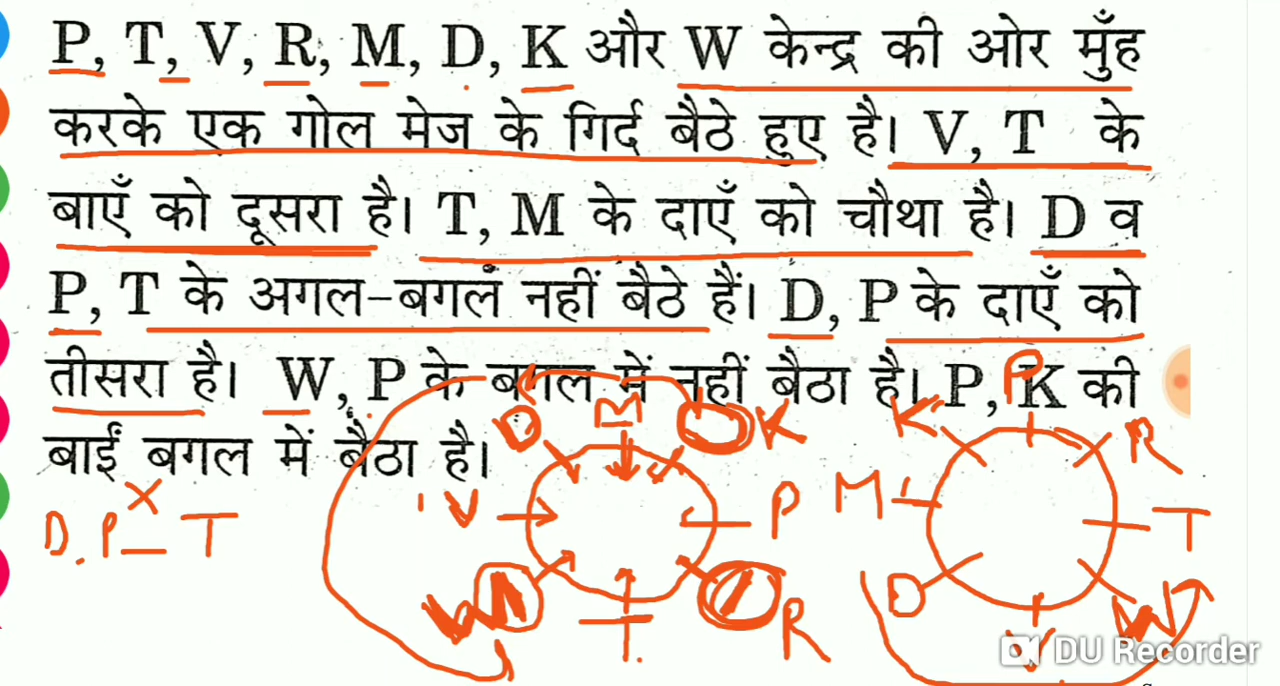 P, T, V, R, M, D, K और W केन्द्र की ओर मुँह
करके एक गोल मेज के गिर्द बैठे हुए है। V, T के
बाएँ को दूसरा है। T, M के दाएँ को चौथा है। D व
P, T के अगल-बगल नहीं बैठे हैं। D, P के दाएँ को
तीसरा है। W, P के बगल में नहीं बैठा है। P, K की
बाईं बगल में बैठा है।
P
D M K K R
V P M T
D. P X T
W R D W
T V
DU Recorder